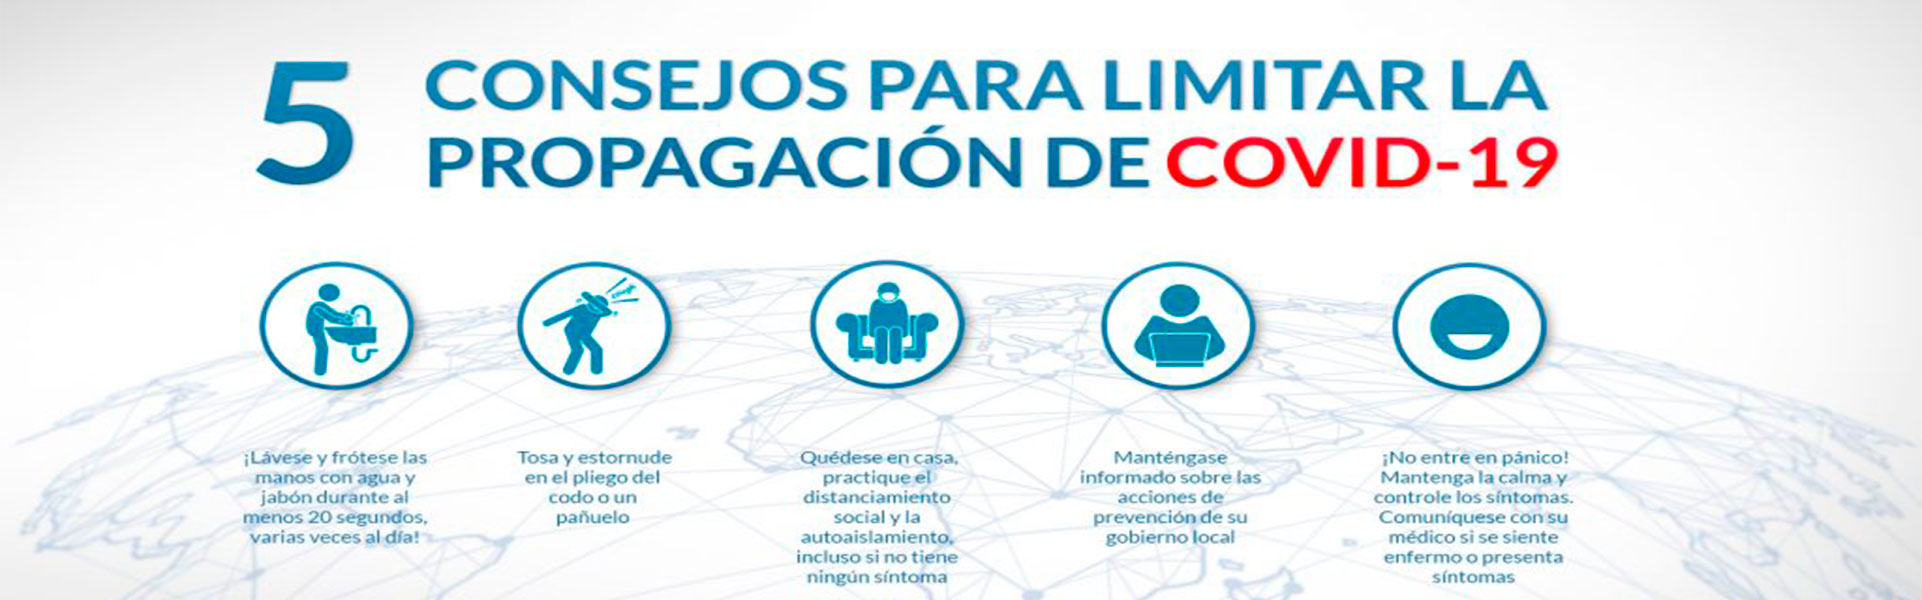 5 CONSEJOS PARA LIMITAR LA
PROPAGACIÓN DE COVID-19
¡Lávese y frótese las
manos con agua y
jabón durante al
menos 20 segundos,
varias veces al día!
Tosa y estornude
en el pliego del
codo o un
pañuelo
Quédese en casa,
practique el
distanciamiento
social y la
autoaislamiento,
incluso si no tiene
ningún síntoma
Manténgase
informado sobre las
acciones de
prevención de su
gobierno local
¡No entre en pánico!
Mantenga la calma y
controle los síntomas.
Comuníquese con su
médico si se siente
enfermo o presenta
síntomas